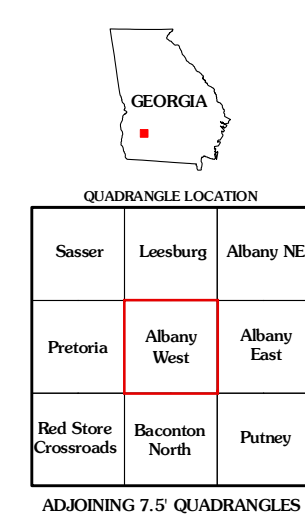 GEORGIA
QUADRANGLE LOCATION
Sasser
Leesburg
Albany NE
Pretoria
Albany
West
Albany
East
Red Store
Crossroads
Baconton
North
Putney
ADJOINING 7.5' QUADRANGLES